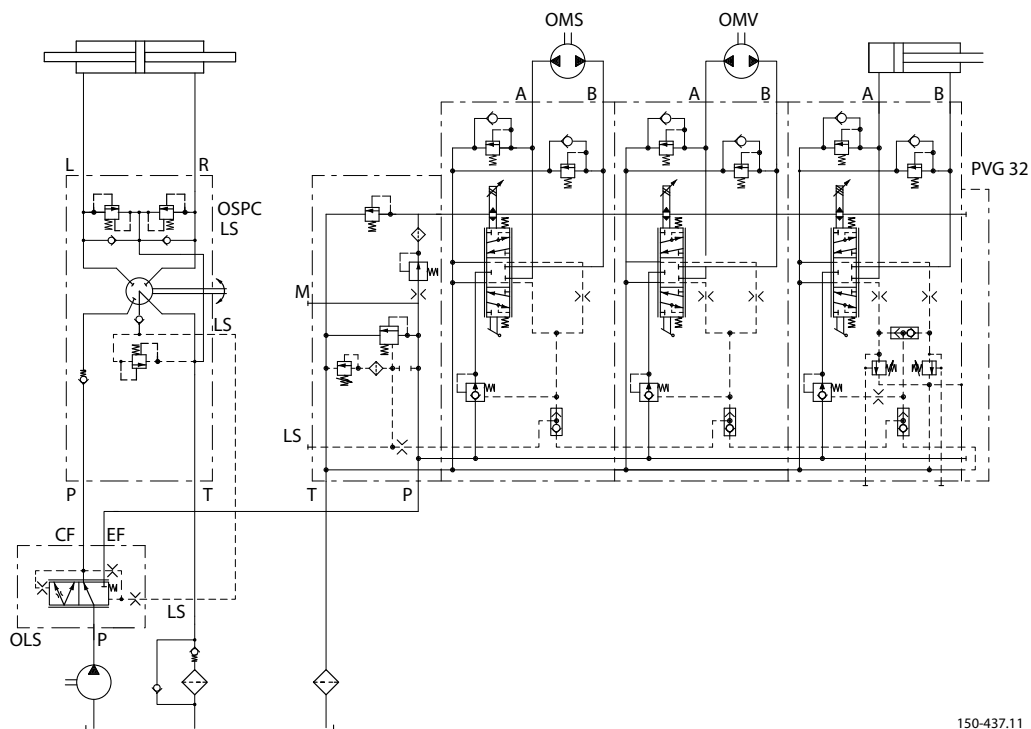 OMS
OMV
A
B
A
B
A
B
L
R
PVG 32
OSPC
LS
M
LS
LS
P
T
T
P
CF
EF
LS
OLS
P
150-437.11